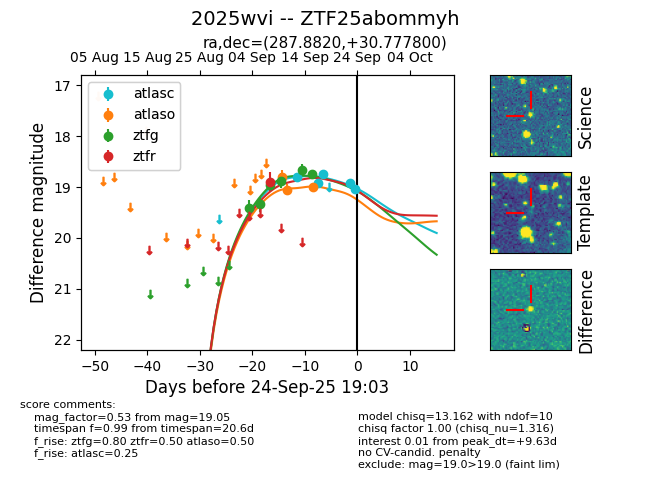 2025wvi -- ZTF25abommyh
ra,dec=(287.8820,+30.777800)
05 Aug 15 Aug 25 Aug 04 Sep 14 Sep 24 Sep 04 Oct
17
18
19
20
21
22
Difference magnitude
atlasc
atlaso
ztfg
ztfr
−50 −40 −30 −20 −10 0 10
Days before 24-Sep-25 19:03
Science
Template
Difference
score comments:
mag_factor=0.53 from mag=19.05
timespan f=0.99 from timespan=20.6d
f_rise: ztfg=0.80 ztfr=0.50 atlaso=0.50
f_rise: atlasc=0.25
model chisq=13.162 with ndof=10
chisq factor 1.00 (chisq_nu=1.316)
interest 0.01 from peak_dt=+9.63d
no CV-candid. penalty
exclude: mag=19.0>19.0 (faint lim)